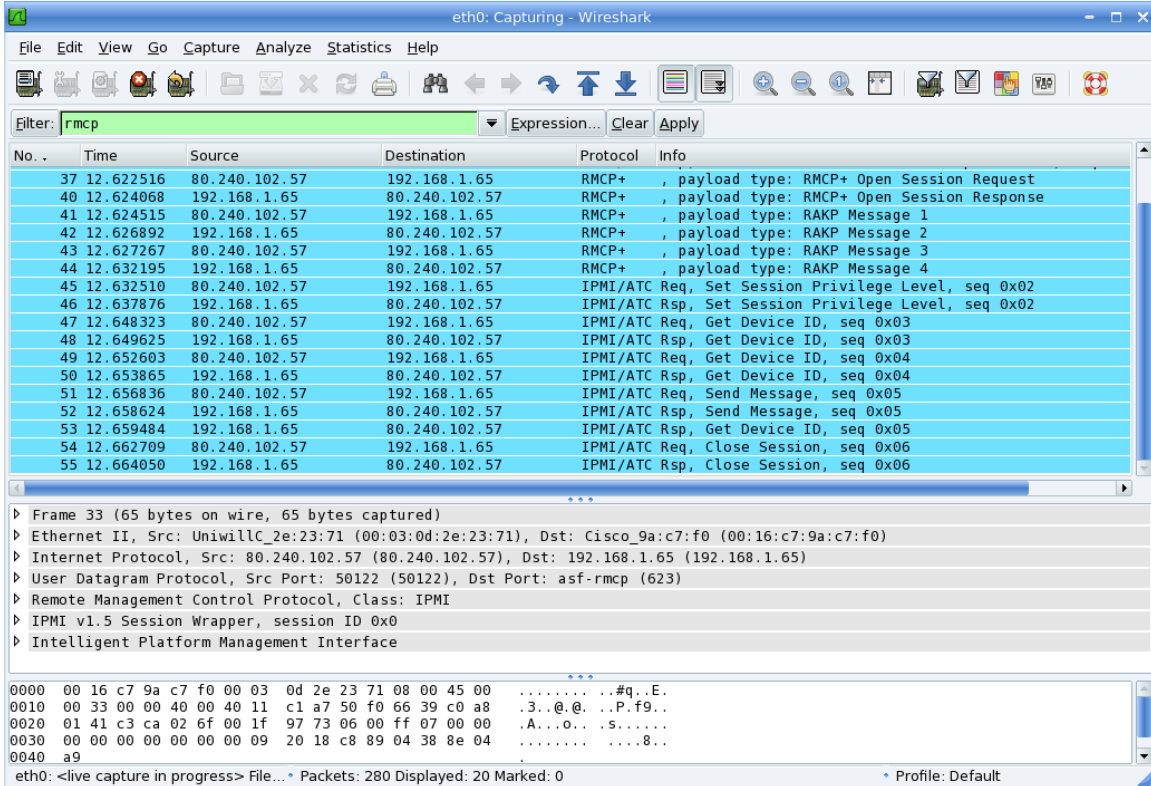 eth0: Capturing - Wireshark
File Edit View Go Capture Analyze Statistics Help
Filter: rmcp Expression... Clear Apply
No. . Time Source Destination Protocol Info
37 12.622516 80.240.102.57 192.168.1.65 RMCP+ , payload type: RMCP+ Open Session Request
40 12.624068 192.168.1.65 80.240.102.57 RMCP+ , payload type: RMCP+ Open Session Response
41 12.624515 80.240.102.57 192.168.1.65 RMCP+ , payload type: RAKP Message 1
42 12.626892 192.168.1.65 80.240.102.57 RMCP+ , payload type: RAKP Message 2
43 12.627267 80.240.102.57 192.168.1.65 RMCP+ , payload type: RAKP Message 3
44 12.632195 192.168.1.65 80.240.102.57 RMCP+ , payload type: RAKP Message 4
45 12.632510 80.240.102.57 192.168.1.65 IPMI/ATC Req, Set Session Privilege Level, seq 0x02
46 12.637876 192.168.1.65 80.240.102.57 IPMI/ATC Rsp, Set Session Privilege Level, seq 0x02
47 12.648323 80.240.102.57 192.168.1.65 IPMI/ATC Req, Get Device ID, seq 0x03
48 12.649625 192.168.1.65 80.240.102.57 IPMI/ATC Rsp, Get Device ID, seq 0x03
49 12.652603 80.240.102.57 192.168.1.65 IPMI/ATC Req, Get Device ID, seq 0x04
50 12.653865 192.168.1.65 80.240.102.57 IPMI/ATC Rsp, Get Device ID, seq 0x04
51 12.656836 80.240.102.57 192.168.1.65 IPMI/ATC Req, Send Message, seq 0x05
52 12.658624 192.168.1.65 80.240.102.57 IPMI/ATC Rsp, Send Message, seq 0x05
53 12.659484 192.168.1.65 80.240.102.57 IPMI/ATC Rsp, Get Device ID, seq 0x05
54 12.662709 80.240.102.57 192.168.1.65 IPMI/ATC Req, Close Session, seq 0x06
55 12.664050 192.168.1.65 80.240.102.57 IPMI/ATC Rsp, Close Session, seq 0x06
Frame 33 (65 bytes on wire, 65 bytes captured)
Ethernet II, Src: UniwillC_2e:23:71 (00:03:0d:2e:23:71), Dst: Cisco_9a:c7:f0 (00:16:c7:9a:c7:f0)
Internet Protocol, Src: 80.240.102.57 (80.240.102.57), Dst: 192.168.1.65 (192.168.1.65)
User Datagram Protocol, Src Port: 50122 (50122), Dst Port: asf-rmcp (623)
Remote Management Control Protocol, Class: IPMI
IPMI v1.5 Session Wrapper, session ID 0x0
Intelligent Platform Management Interface
0000 00 16 c7 9a c7 f0 00 03 0d 2e 23 71 08 00 45 00 ........ ..#q..E.
0010 00 33 00 00 40 00 40 11 c1 a7 50 f0 66 39 c0 a8 .3..@.@. ..P.f9..
0020 01 41 c3 ca 02 6f 00 1f 97 73 06 00 ff 07 00 00 .A...o.. .s......
0030 00 00 00 00 00 00 00 09 20 18 c8 89 04 38 8e 04 ........ ....8..
0040 a9 .
eth0: <live capture in progress> File... Packets: 280 Displayed: 20 Marked: 0 Profile: Default